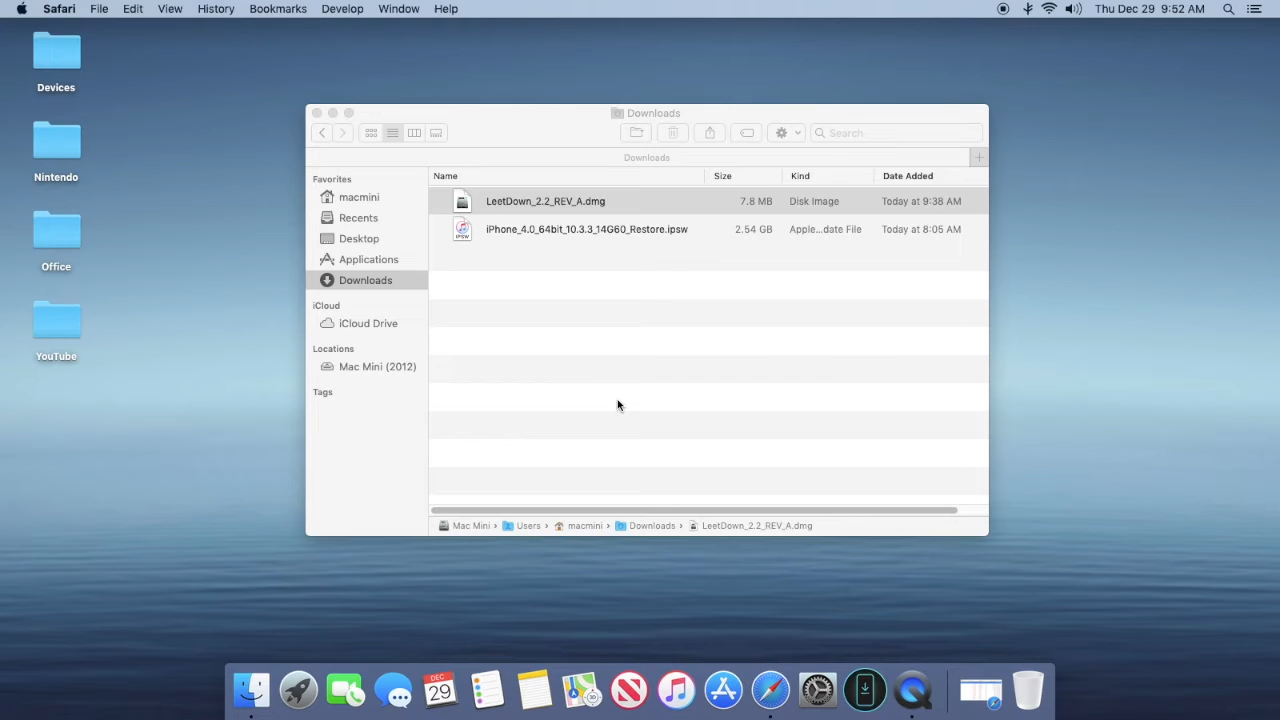 Safari File Edit View History Bookmarks Develop Window Help Thu Dec 29 9:52 AM
Devices
Nintendo
Office
YouTube
Downloads
Search
Downloads
Favorites
macmini
Recents
Desktop
Applications
Downloads
iCloud
iCloud Drive
Locations
Mac Mini (2012)
Tags
Name Size Kind Date Added
LeetDown_2.2_REV_A.dmg 7.8 MB Disk Image Today at 9:38 AM
iPhone_4.0_64bit_10.3.3_14G60_Restore.ipsw 2.54 GB Apple...date File Today at 8:05 AM
IPSW
Mac Mini Users macmini Downloads LeetDown_2.2_REV_A.dmg
DEC
29